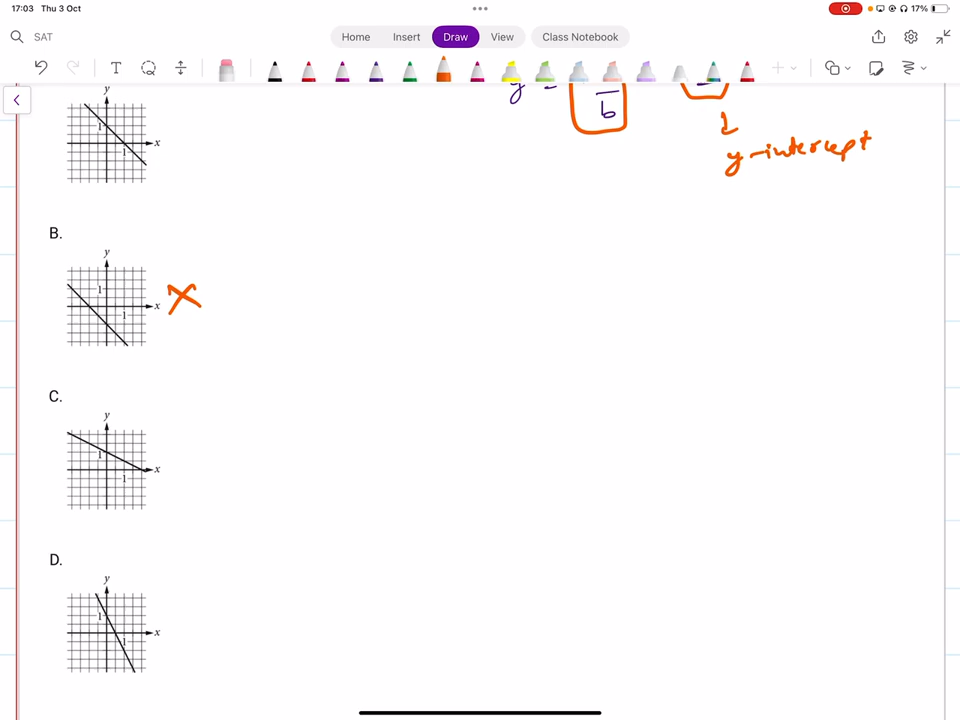 17:03 Thu 3 Oct
17%
SAT
Home Insert Draw View Class Notebook
T
y
1
x
1
y =
b
y-intercept
B.
y
1
x
1
C.
y
1
x
1
D.
y
1
x
1